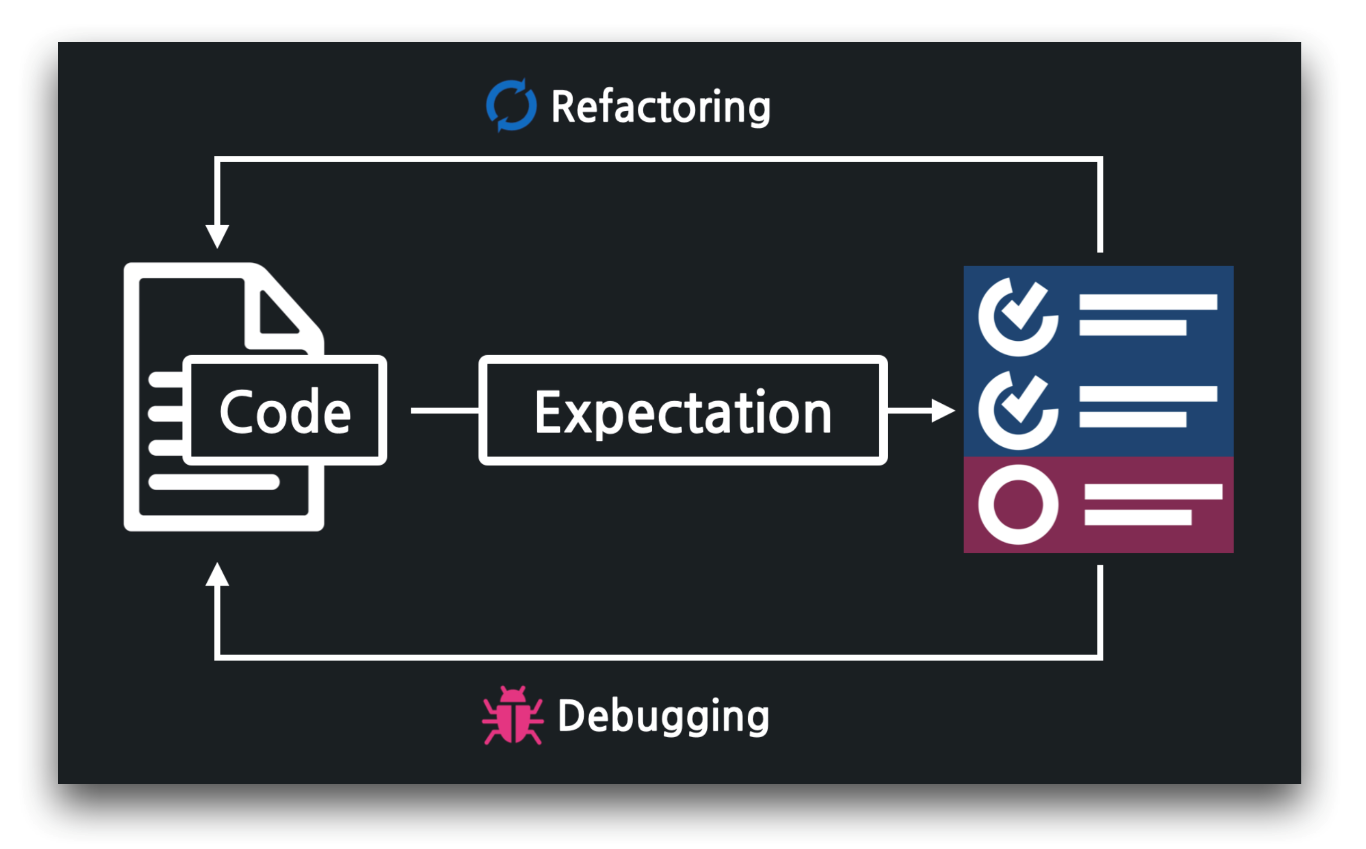 Refactoring
Code
Expectation
Debugging